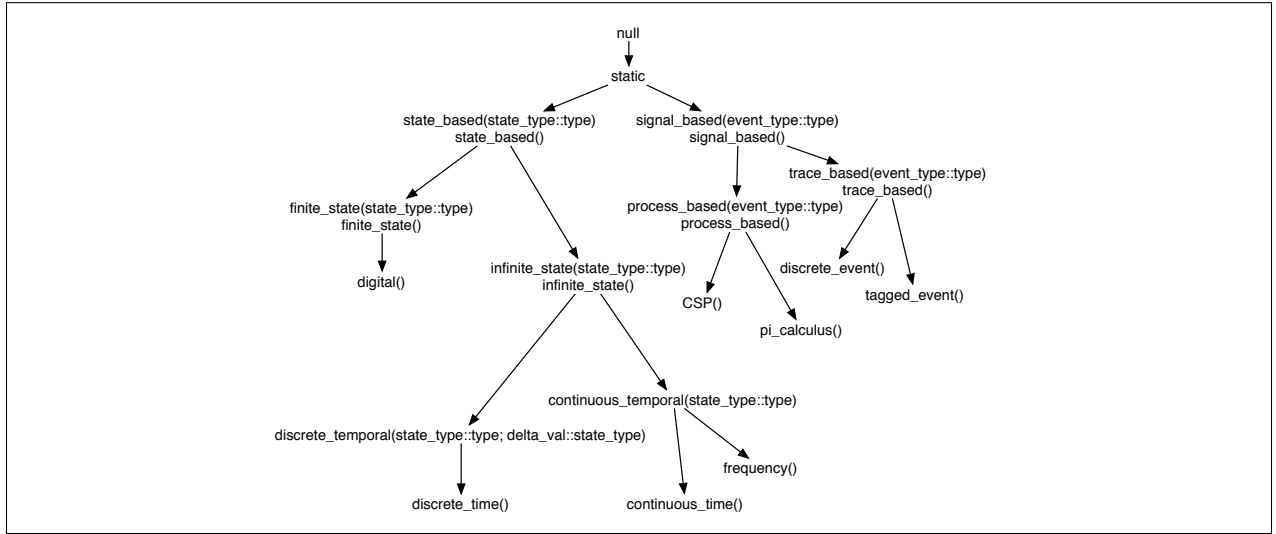 null
static
state_based(state_type::type)
state_based()
signal_based(event_type::type)
signal_based()
trace_based(event_type::type)
trace_based()
finite_state(state_type::type)
finite_state()
process_based(event_type::type)
process_based()
digital()
infinite_state(state_type::type)
infinite_state()
discrete_event()
tagged_event()
CSP()
pi_calculus()
continuous_temporal(state_type::type)
discrete_temporal(state_type::type; delta_val::state_type)
frequency()
discrete_time()
continuous_time()